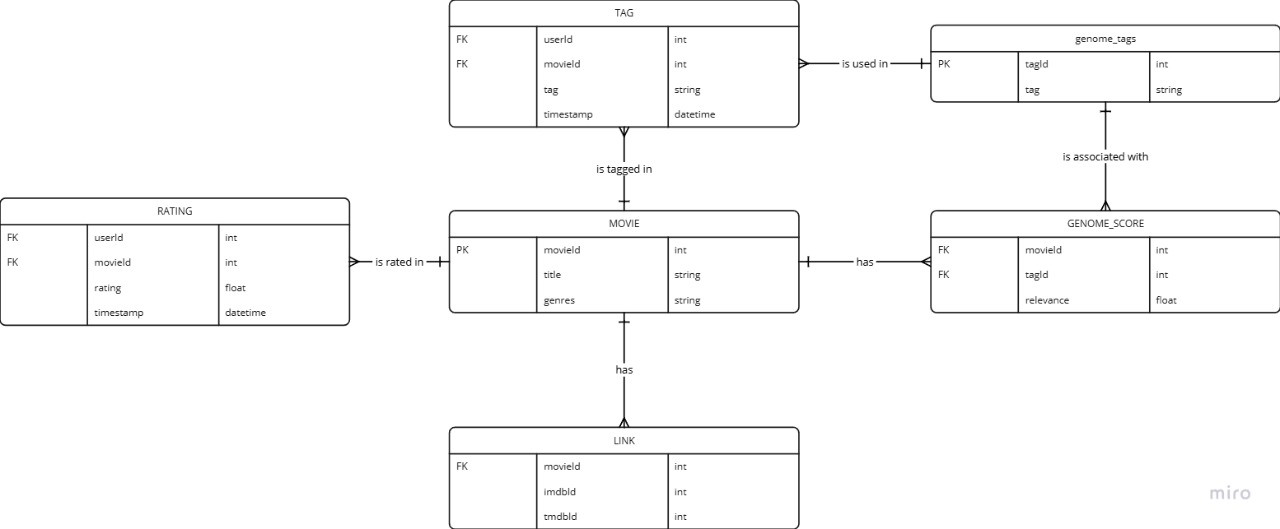 TAG
FK userId int
FK movieId int
tag string
timestamp datetime
is used in
genome_tags
PK tagId int
tag string
is tagged in
is associated with
RATING
FK userId int
FK movieId int
rating float
timestamp datetime
is rated in
MOVIE
PK movieId int
title string
genres string
has
GENOME_SCORE
FK movieId int
FK tagId int
relevance float
has
LINK
FK movieId int
imdbId int
tmdbId int
miro